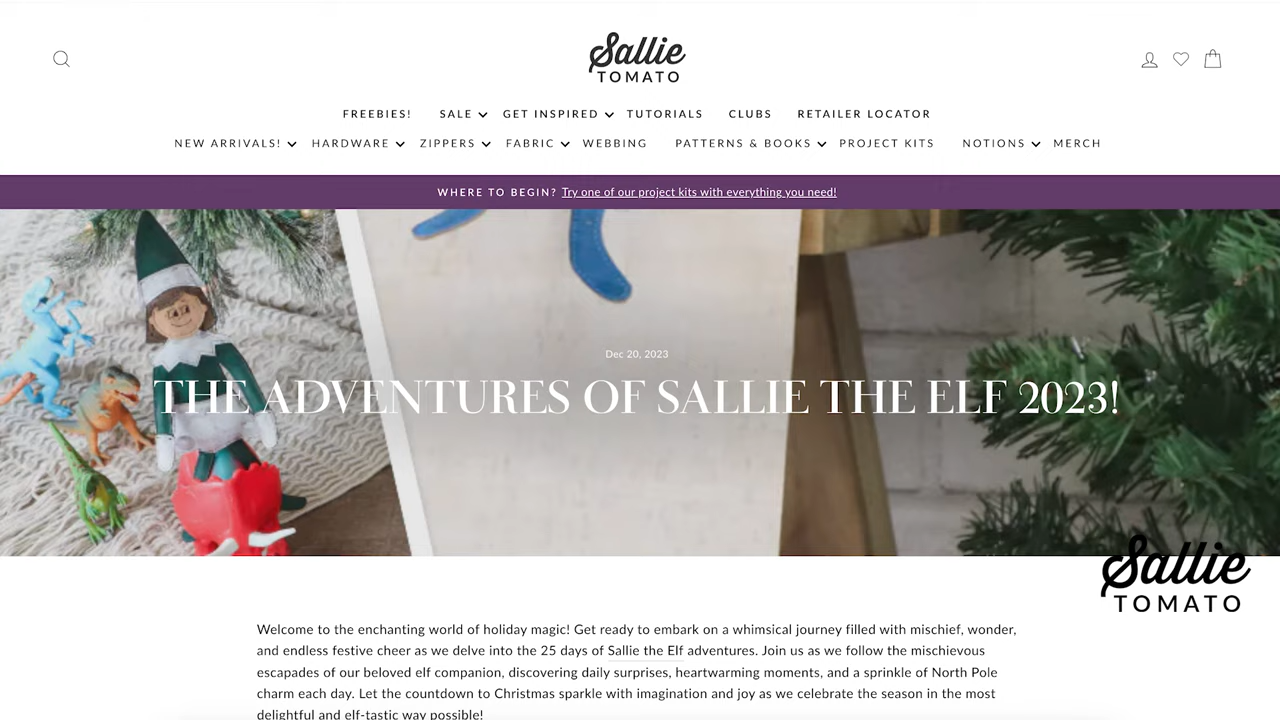 Sallie
TOMATO
FREEBIES! SALE GET INSPIRED TUTORIALS CLUBS RETAILER LOCATOR
NEW ARRIVALS! HARDWARE ZIPPERS FABRIC WEBBING PATTERNS & BOOKS PROJECT KITS NOTIONS MERCH
WHERE TO BEGIN? Try one of our project kits with everything you need!
Dec 20, 2023
THE ADVENTURES OF SALLIE THE ELF 2023!
Sallie
TOMATO
Welcome to the enchanting world of holiday magic! Get ready to embark on a whimsical journey filled with mischief, wonder,
and endless festive cheer as we delve into the 25 days of Sallie the Elf adventures. Join us as we follow the mischievous
escapades of our beloved elf companion, discovering daily surprises, heartwarming moments, and a sprinkle of North Pole
charm each day. Let the countdown to Christmas sparkle with imagination and joy as we celebrate the season in the most
delightful and elf-tastic way possible!